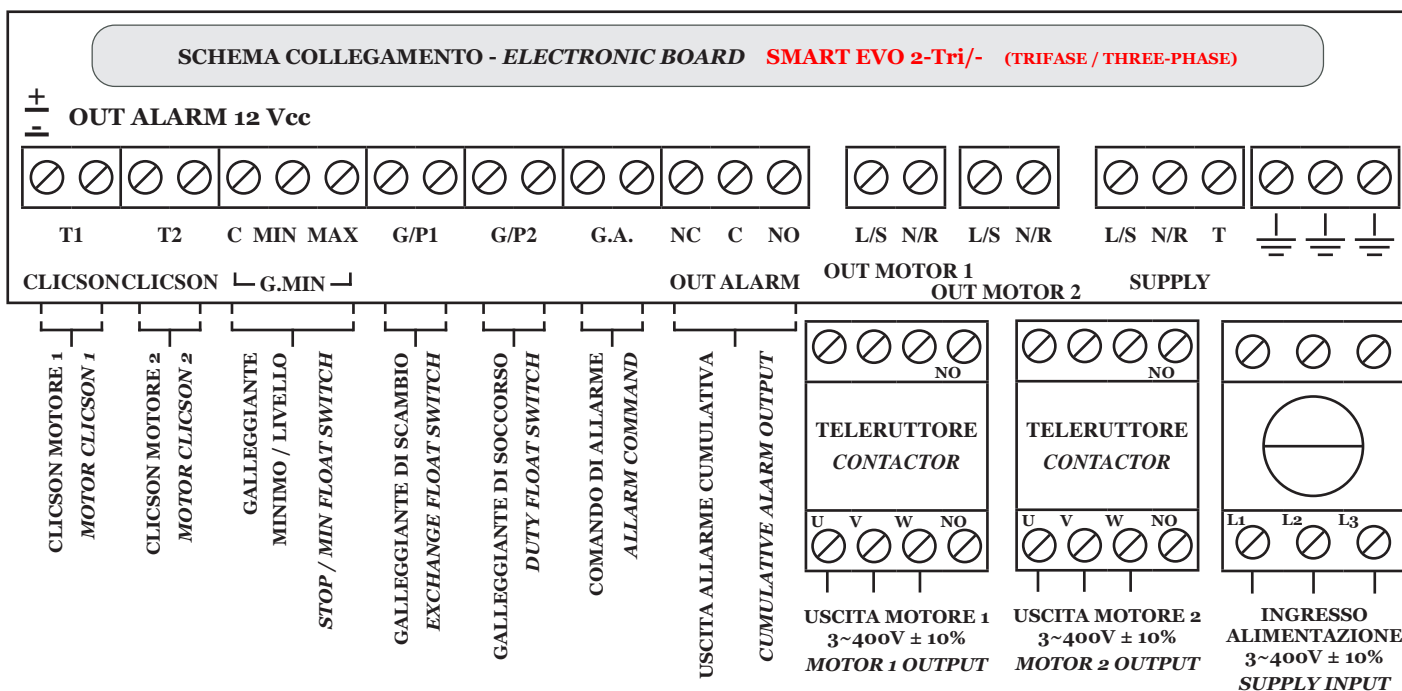 SCHEMA COLLEGAMENTO - ELECTRONIC BOARD SMART EVO 2-Tri/- (TRIFASE / THREE-PHASE)
+
-
OUT ALARM 12 Vcc
T1 T2 C MIN MAX G/P1 G/P2 G.A. NC C NO L/S N/R L/S N/R L/S N/R T
CLICSON CLICSON G.MIN OUT ALARM OUT MOTOR 1 SUPPLY
OUT MOTOR 2
CLICSON MOTORE 1
MOTOR CLICSON 1
CLICSON MOTORE 2
MOTOR CLICSON 2
GALLEGGIANTE
MINIMO / LIVELLO
STOP / MIN FLOAT SWITCH
GALLEGGIANTE DI SCAMBIO
EXCHANGE FLOAT SWITCH
GALLEGGIANTE DI SOCCORSO
DUTY FLOAT SWITCH
COMANDO DI ALLARME
ALLARM COMMAND
USCITA ALLARME CUMULATIVA
CUMULATIVE ALARM OUTPUT
NO
TELERUTTORE
CONTACTOR
U V W NO
USCITA MOTORE 1
3~400V ± 10%
MOTOR 1 OUTPUT
NO
TELERUTTORE
CONTACTOR
U V W NO
USCITA MOTORE 2
3~400V ± 10%
MOTOR 2 OUTPUT
L1 L2 L3
INGRESSO
ALIMENTAZIONE
3~400V ± 10%
SUPPLY INPUT